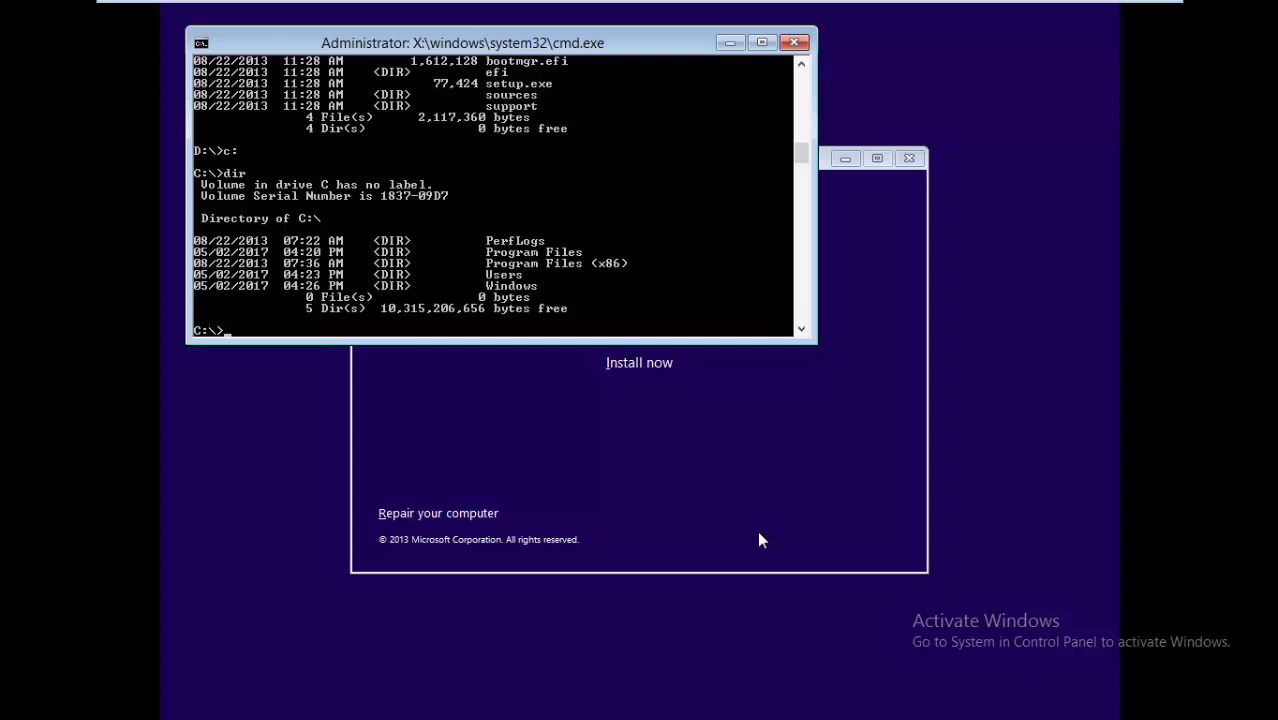 Administrator: X:\windows\system32\cmd.exe
08/22/2013  11:28 AM         1,612,128 bootmgr.efi
08/22/2013  11:28 AM    <DIR>          efi
08/22/2013  11:28 AM            77,424 setup.exe
08/22/2013  11:28 AM    <DIR>          sources
08/22/2013  11:28 AM    <DIR>          support
4 File(s)      2,117,360 bytes
4 Dir(s)               0 bytes free
D:\>c:
C:\>dir
Volume in drive C has no label.
Volume Serial Number is 1837-09D7
Directory of C:\
08/22/2013  07:22 AM    <DIR>          PerfLogs
05/02/2017  04:20 PM    <DIR>          Program Files
08/22/2013  07:36 AM    <DIR>          Program Files (x86)
05/02/2017  04:23 PM    <DIR>          Users
05/02/2017  04:26 PM    <DIR>          Windows
0 File(s)              0 bytes
5 Dir(s)  10,315,206,656 bytes free
C:\>_
Install now
Repair your computer
© 2013 Microsoft Corporation. All rights reserved.
Activate Windows
Go to System in Control Panel to activate Windows.